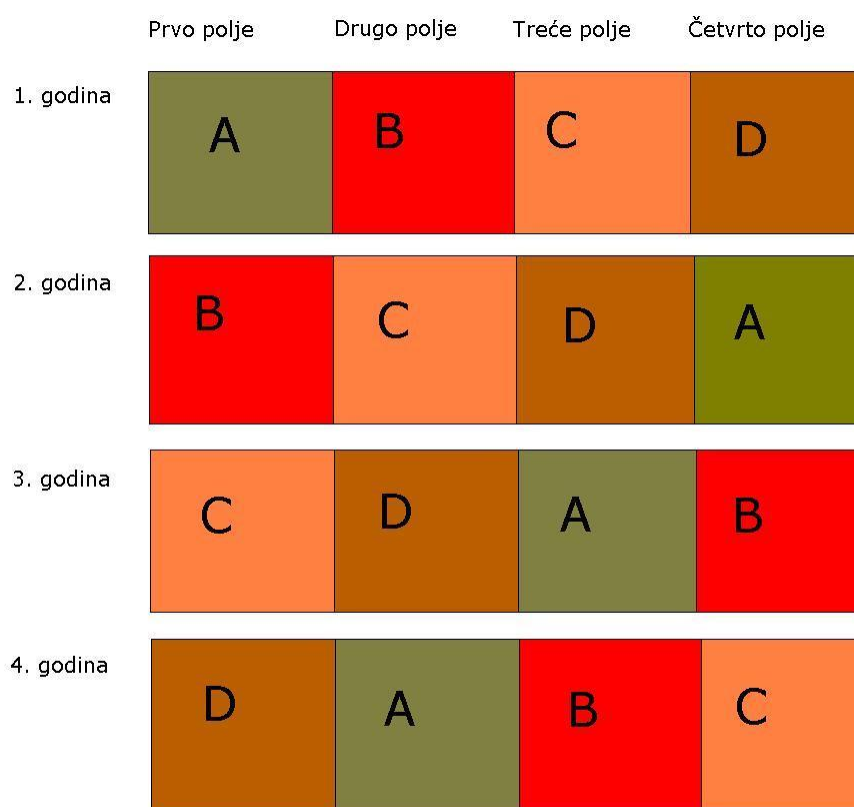 Prvo polje Drugo polje Treće polje Četvrto polje
1. godina
A B C D
2. godina
B C D A
3. godina
C D A B
4. godina
D A B C